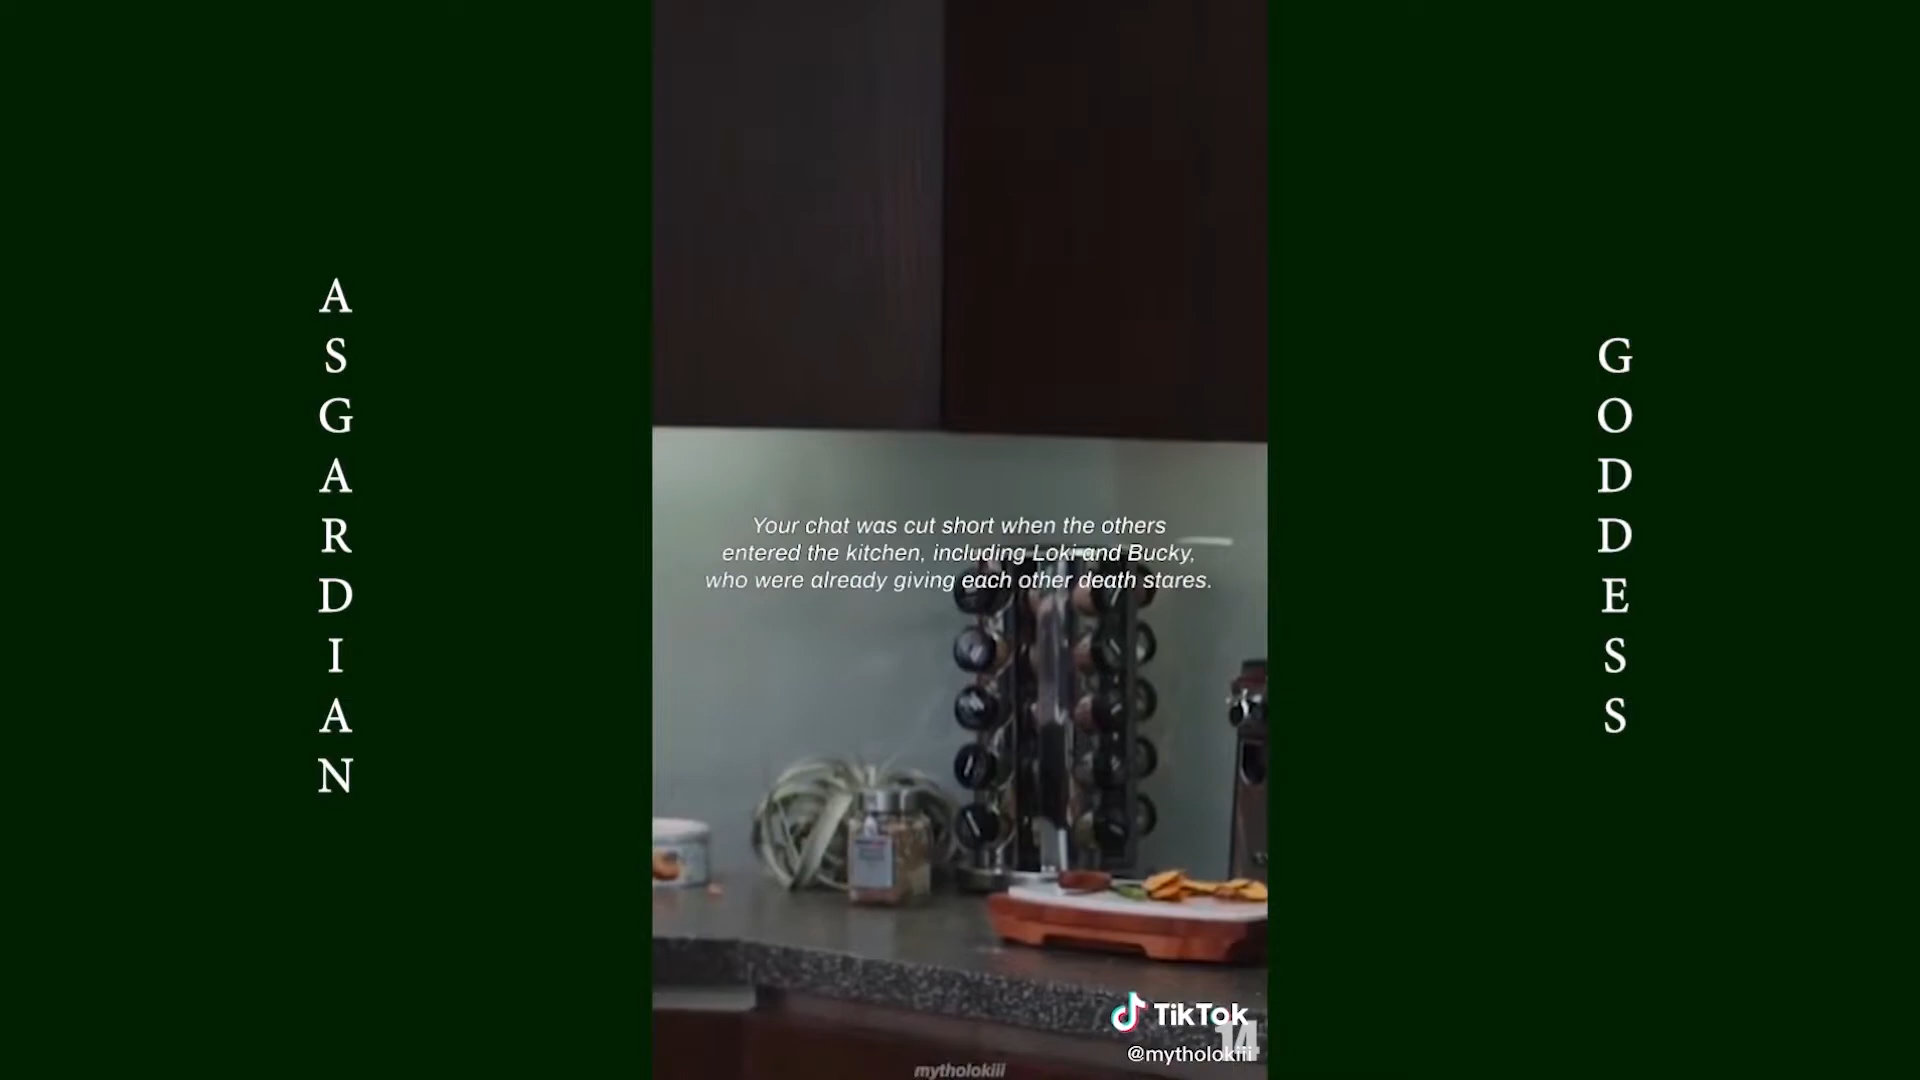 ASGARDIAN
Your chat was cut short when the others
entered the kitchen, including Loki and Bucky,
who were already giving each other death stares.
GODDESS
TikTok
14
@mytholokiii
mytholokiii